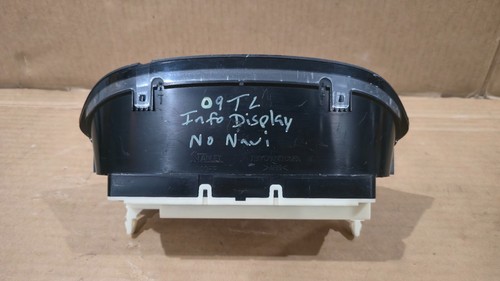 09 TL
Info Display
No Navi